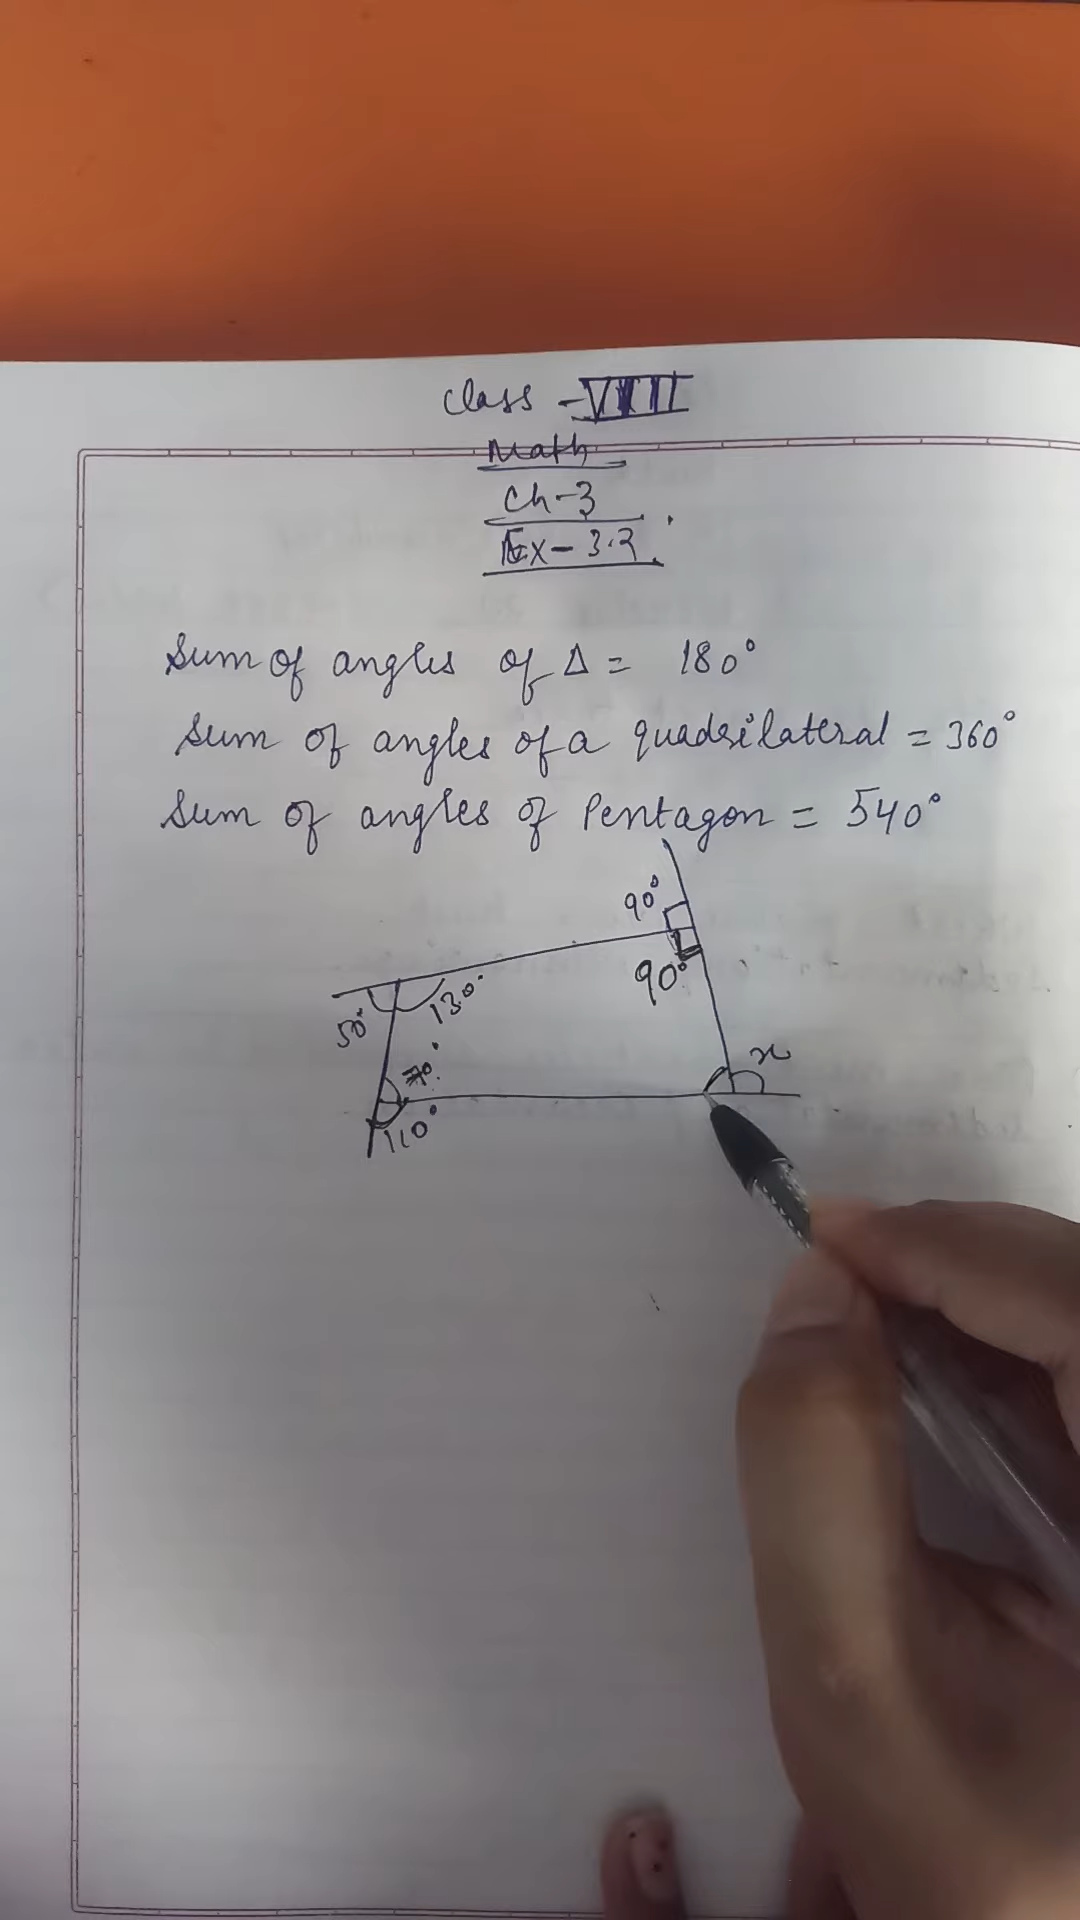 Class - VIII
Math
Ch-3
Ex - 3.2
Sum of angles of Δ = 180°
Sum of angles of a quadrilateral = 360°
Sum of angles of Pentagon = 540°
90°
90°
50°
130°
x
70°
110°